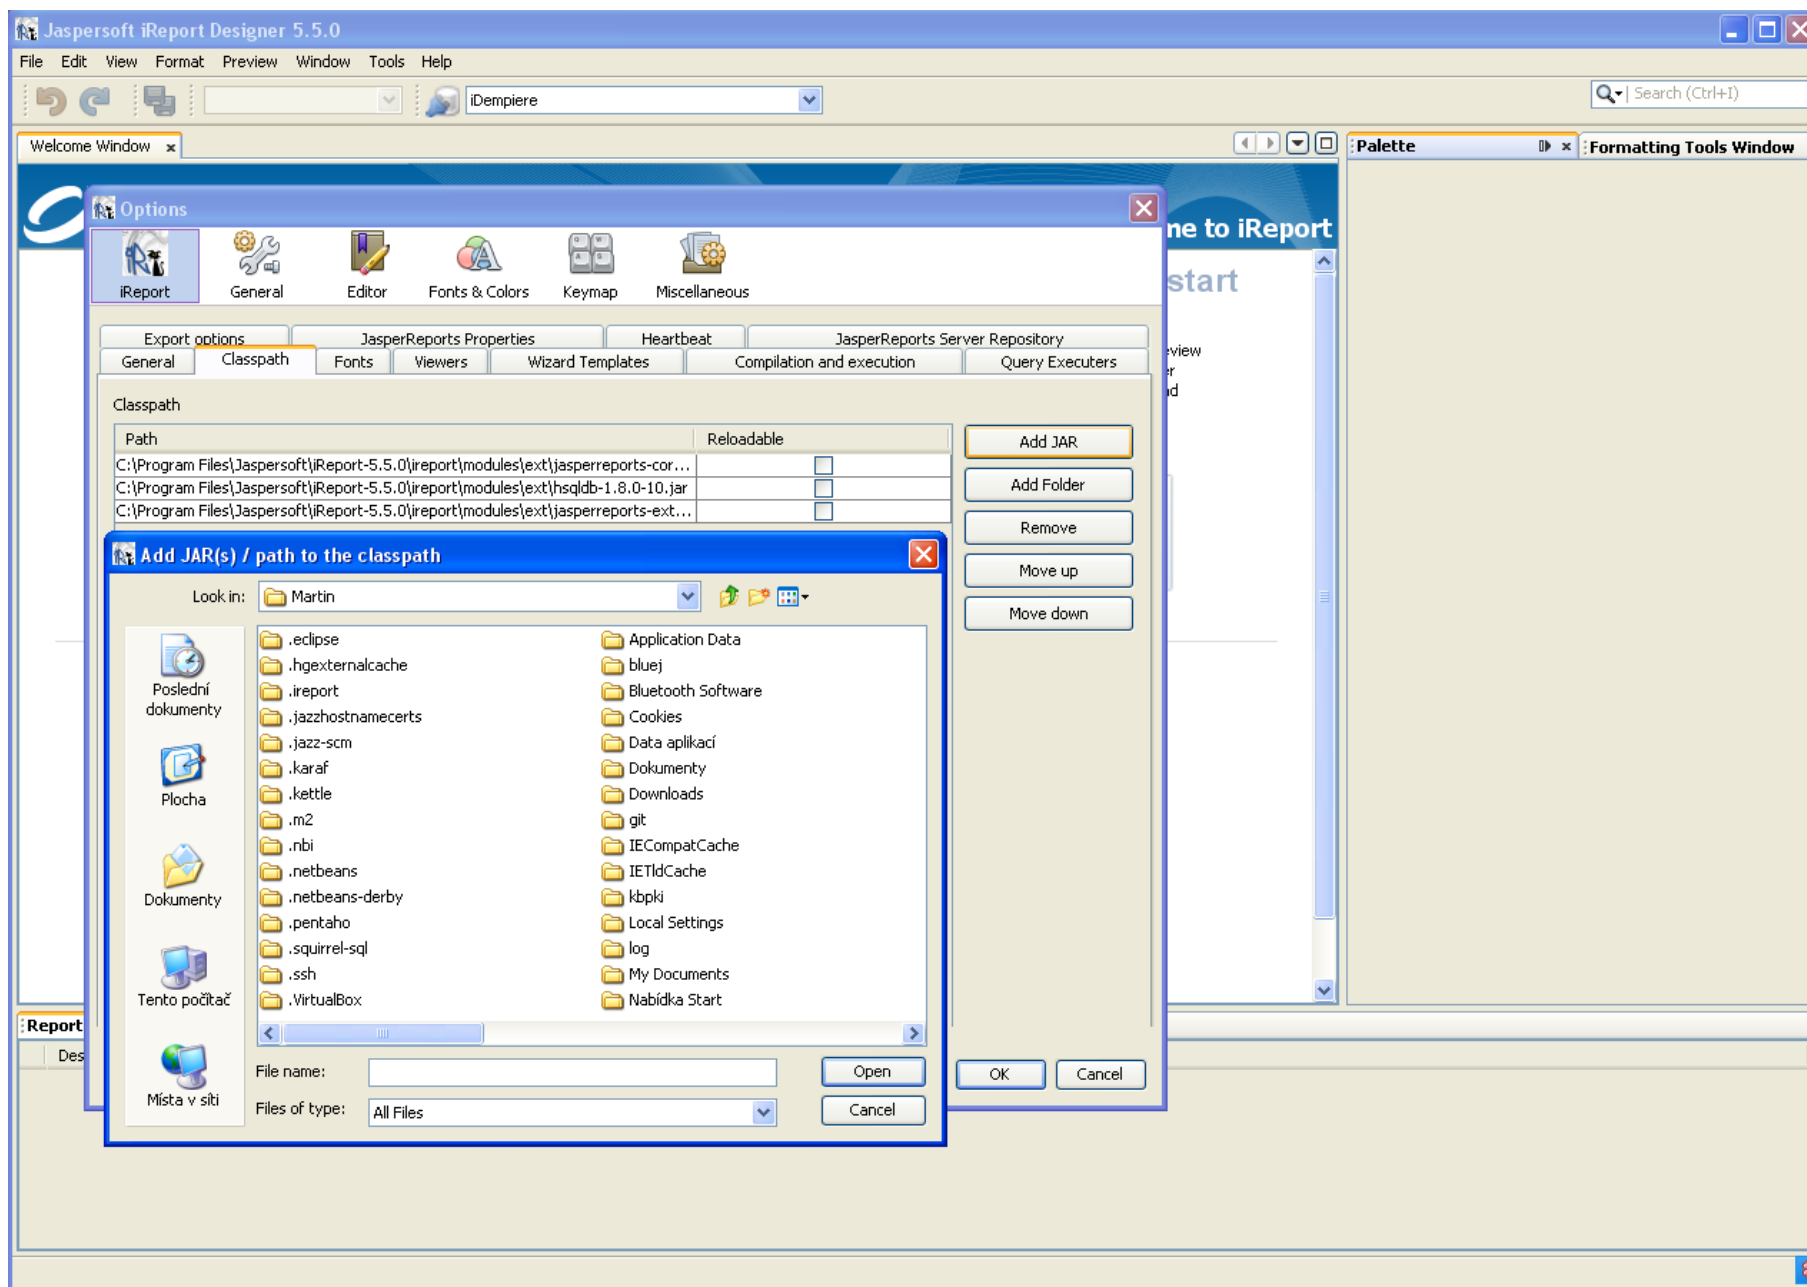 Jaspersoft iReport Designer 5.5.0
File Edit View Format Preview Window Tools Help
iDempiere
Search (Ctrl+I)
Welcome Window
Palette
Formatting Tools Window
Options
me to iReport
start
iReport General Editor Fonts & Colors Keymap Miscellaneous
Export options JasperReports Properties Heartbeat JasperReports Server Repository
General Classpath Fonts Viewers Wizard Templates Compilation and execution Query Executers
Classpath
Path Reloadable
C:\Program Files\Jaspersoft\iReport-5.5.0\ireport\modules\ext\jasperreports-cor...
C:\Program Files\Jaspersoft\iReport-5.5.0\ireport\modules\ext\hsqldb-1.8.0-10.jar
C:\Program Files\Jaspersoft\iReport-5.5.0\ireport\modules\ext\jasperreports-ext...
Add JAR
Add Folder
Remove
Move up
Move down
Add JAR(s) / path to the classpath
Look in: Martin
Poslední dokumenty
Plocha
Dokumenty
Tento počítač
Místa v síti
.eclipse
.hgexternalcache
.ireport
.jazzhostnamecerts
.jazz-scm
.karaf
.kettle
.m2
.nbi
.netbeans
.netbeans-derby
.pentaho
.squirrel-sql
.ssh
.VirtualBox
Application Data
bluej
Bluetooth Software
Cookies
Data aplikací
Dokumenty
Downloads
git
IECompatCache
IETldCache
kbpki
Local Settings
log
My Documents
Nabídka Start
File name:
Open
Files of type: All Files
Cancel
OK Cancel
Report
Des